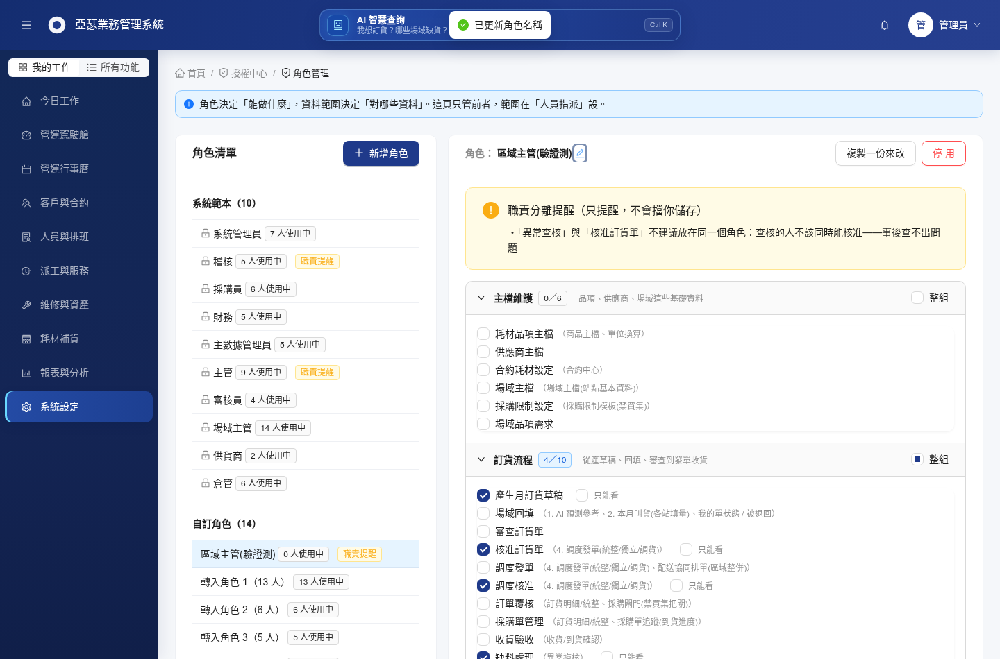 亞瑟業務管理系統
AI 智慧查詢
我想訂貨？哪些場域缺貨？
已更新角色名稱
Ctrl K
管
管理員
我的工作
所有功能
今日工作
營運駕駛艙
營運行事曆
客戶與合約
人員與排班
派工與服務
維修與資產
耗材補貨
報表與分析
系統設定
首頁 / 授權中心 / 角色管理
角色決定「能做什麼」，資料範圍決定「對哪些資料」。這頁只管前者，範圍在「人員指派」設。
角色清單
新增角色
系統範本（10）
系統管理員 7 人使用中
稽核 5 人使用中 職責提醒
採購員 6 人使用中
財務 5 人使用中
主數據管理員 5 人使用中
主管 9 人使用中 職責提醒
審核員 4 人使用中
場域主管 14 人使用中
供貨商 2 人使用中
倉管 6 人使用中
自訂角色（14）
區域主管(驗證測) 0 人使用中 職責提醒
轉入角色 1（13 人） 13 人使用中
轉入角色 2（6 人） 6 人使用中
轉入角色 3（5 人） 5 人使用中
角色： 區域主管(驗證測)
複製一份來改
停 用
職責分離提醒（只提醒，不會擋你儲存）
・「異常查核」與「核准訂貨單」不建議放在同一個角色：查核的人不該同時能核准——事後查不出問
題
主檔維護 0／6 品項、供應商、場域這些基礎資料 整組
耗材品項主檔 （商品主檔、單位換算）
供應商主檔
合約耗材設定 （合約中心）
場域主檔 （場域主檔(站點基本資料)）
採購限制設定 （採購限制模板(禁買集)）
場域品項需求
訂貨流程 4／10 從產草稿、回填、審查到發單收貨 整組
產生月訂貨草稿 只能看
場域回填 （1. AI 預測參考、2. 本月叫貨(各站填量)、我的單狀態 / 被退回）
審查訂貨單
核准訂貨單 （4. 調度發單(統整/獨立/調貨)） 只能看
調度發單 （4. 調度發單(統整/獨立/調貨)、配送協同排單(區域整併)）
調度核准 （4. 調度發單(統整/獨立/調貨)） 只能看
訂單覆核 （訂貨明細/統整、採購閘門(禁買集把關)）
採購單管理 （訂貨明細/統整、採購單追蹤(到貨進度)）
收貨驗收 （收貨/到貨確認）
缺料處理 （異常複核） 只能看